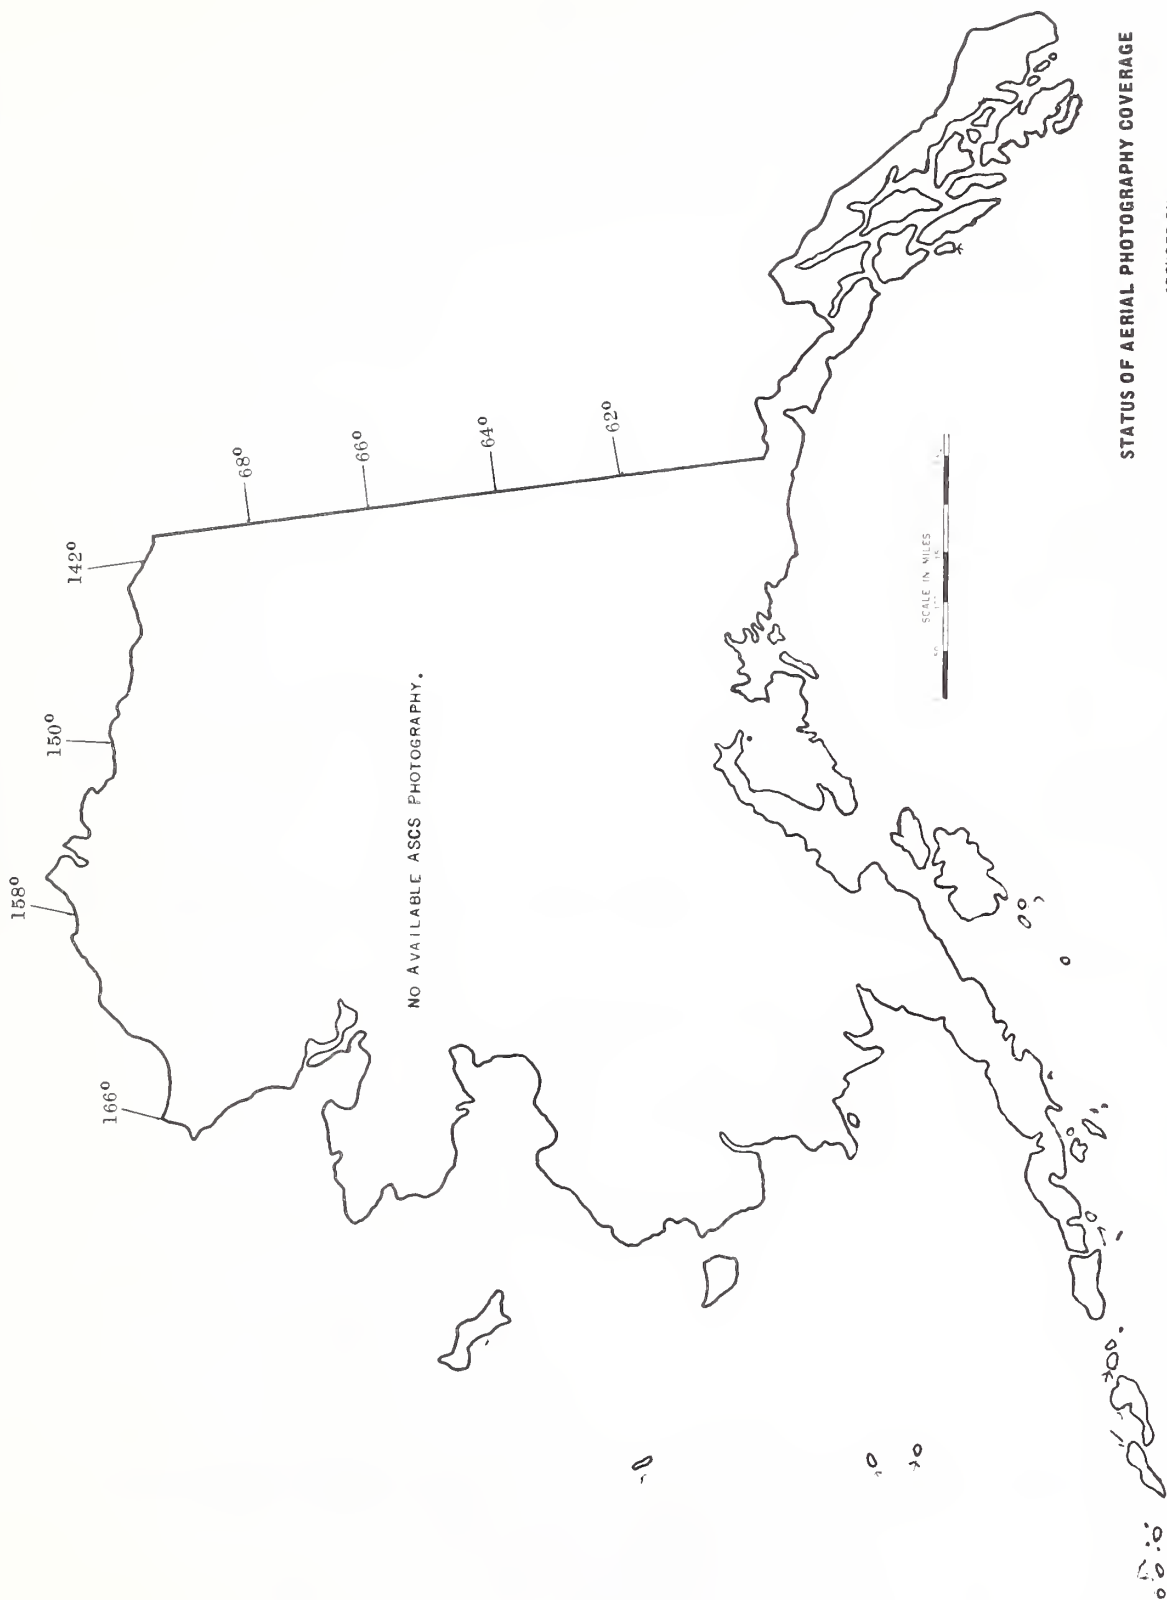 166°
158°
150°
142°
68°
66°
64°
62°
NO AVAILABLE ASCS PHOTOGRAPHY.
SCALE IN MILES
STATUS OF AERIAL PHOTOGRAPHY COVERAGE